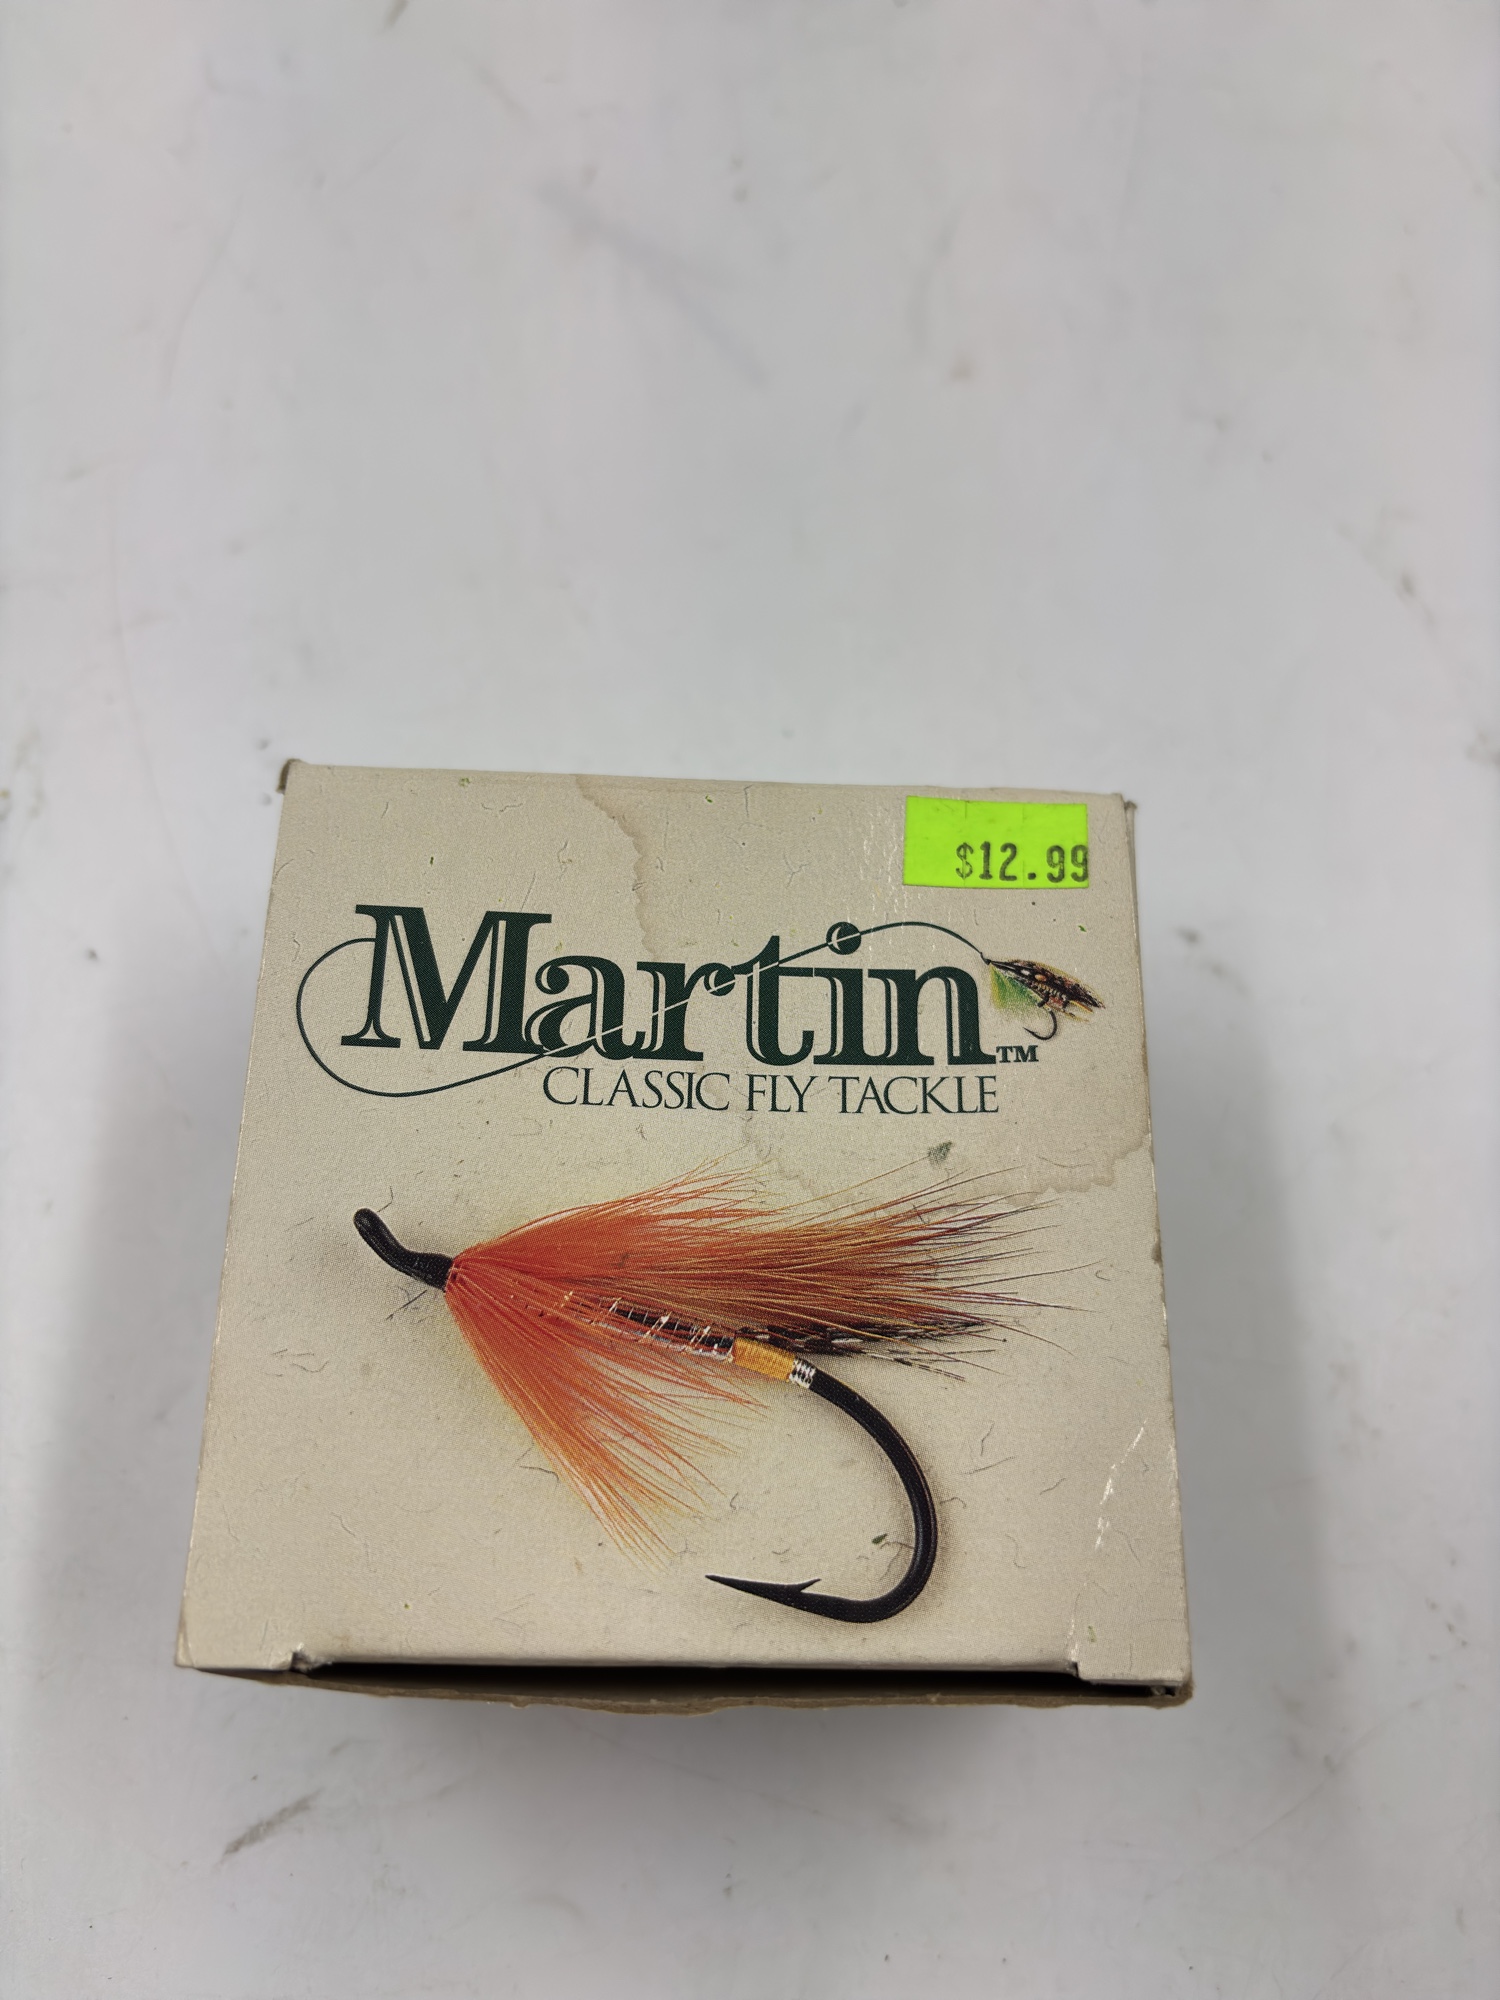 $12.99
Martin™
CLASSIC FLY TACKLE